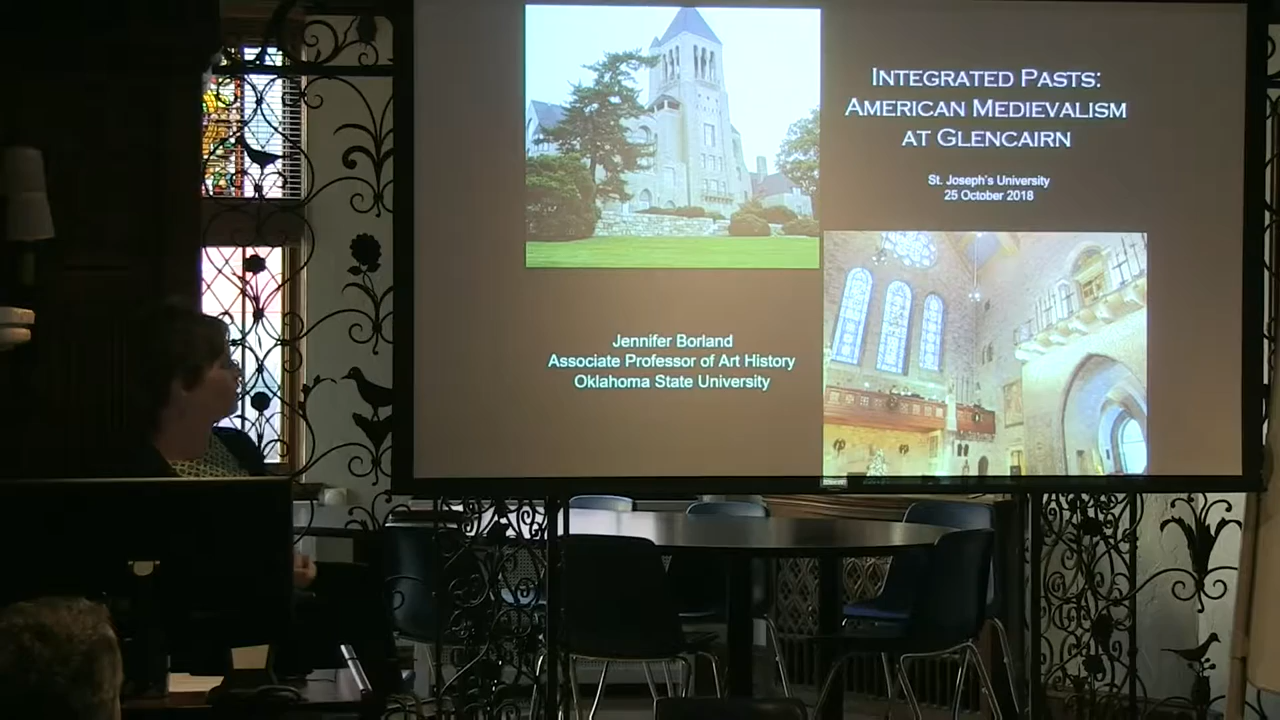 INTEGRATED PASTS:
AMERICAN MEDIEVALISM
AT GLENCAIRN
St. Joseph's University
25 October 2018
Jennifer Borland
Associate Professor of Art History
Oklahoma State University